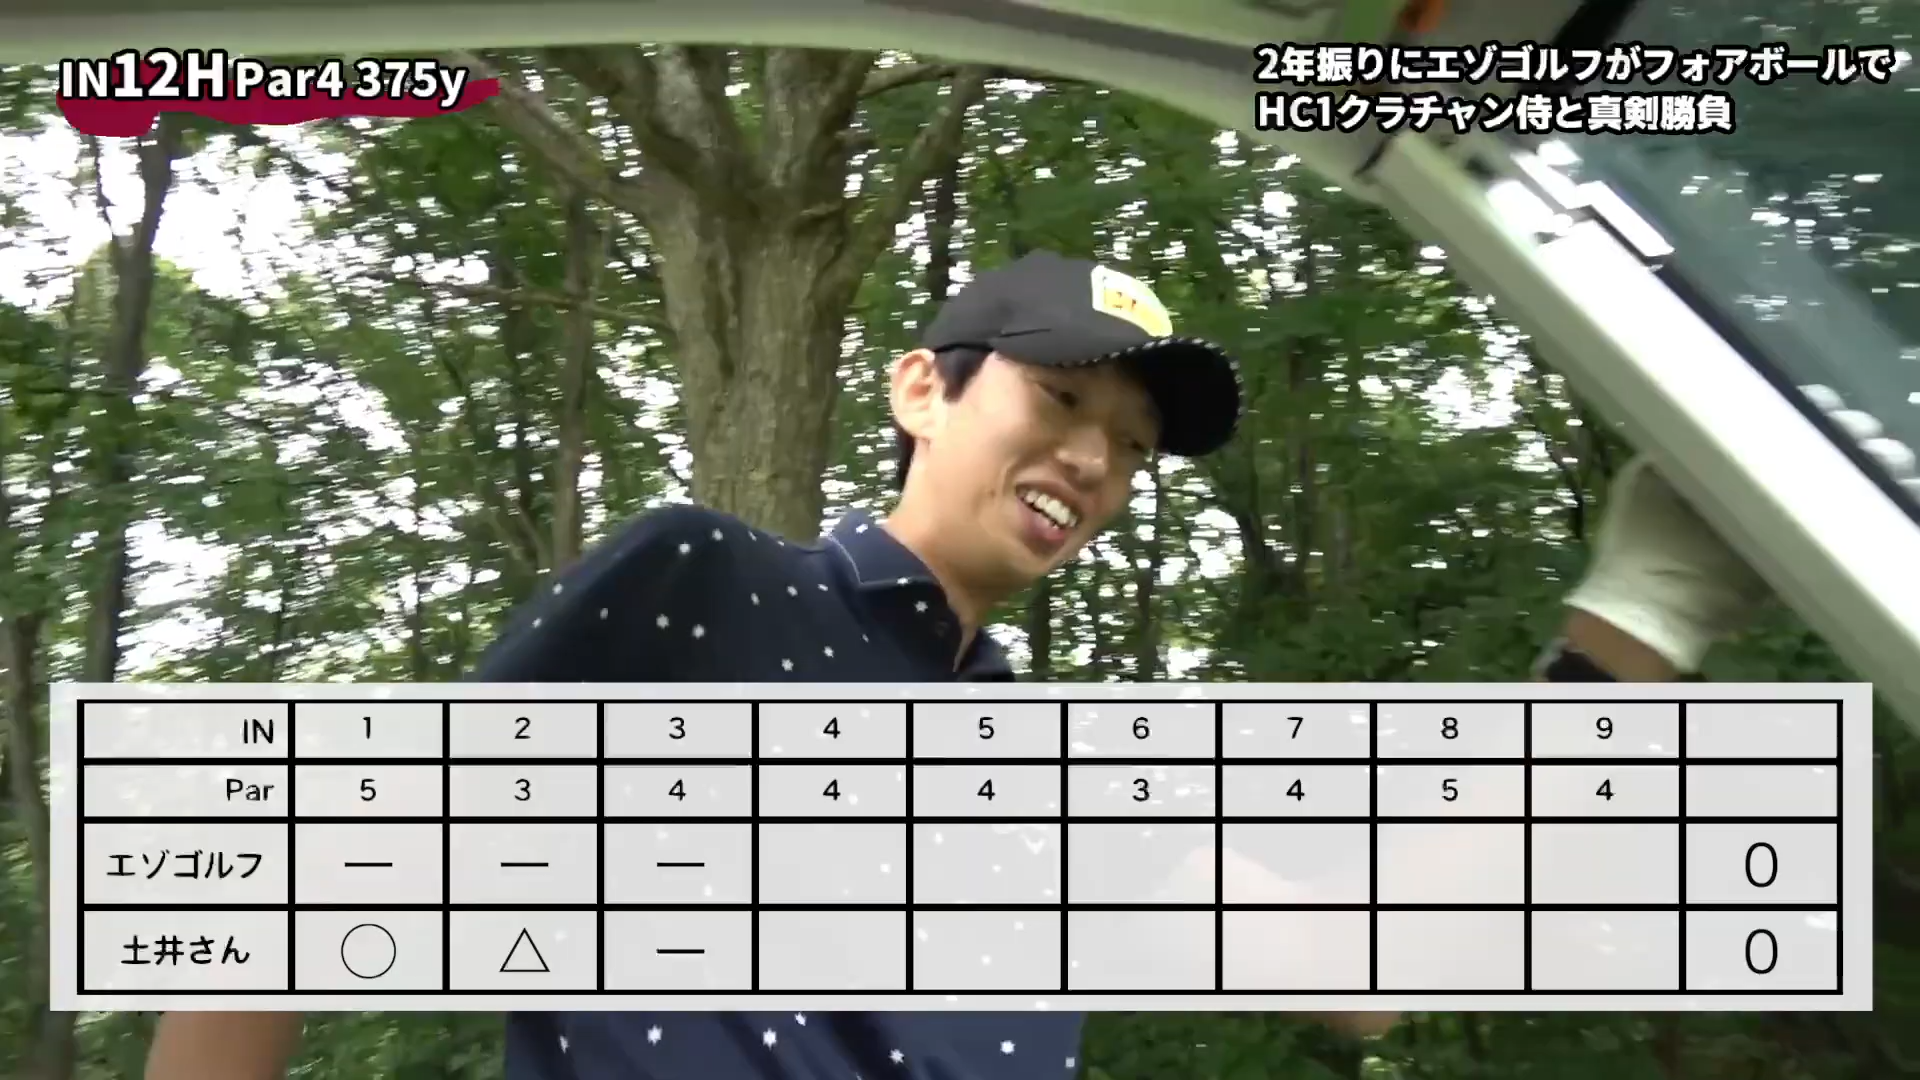 IN12H Par4 375y
2年振りにエゾゴルフがフォアボールで
HC1クラチャン侍と真剣勝負
IN 1 2 3 4 5 6 7 8 9
Par 5 3 4 4 4 3 4 5 4
エゾゴルフ — — — 0
土井さん ◯ △ — 0